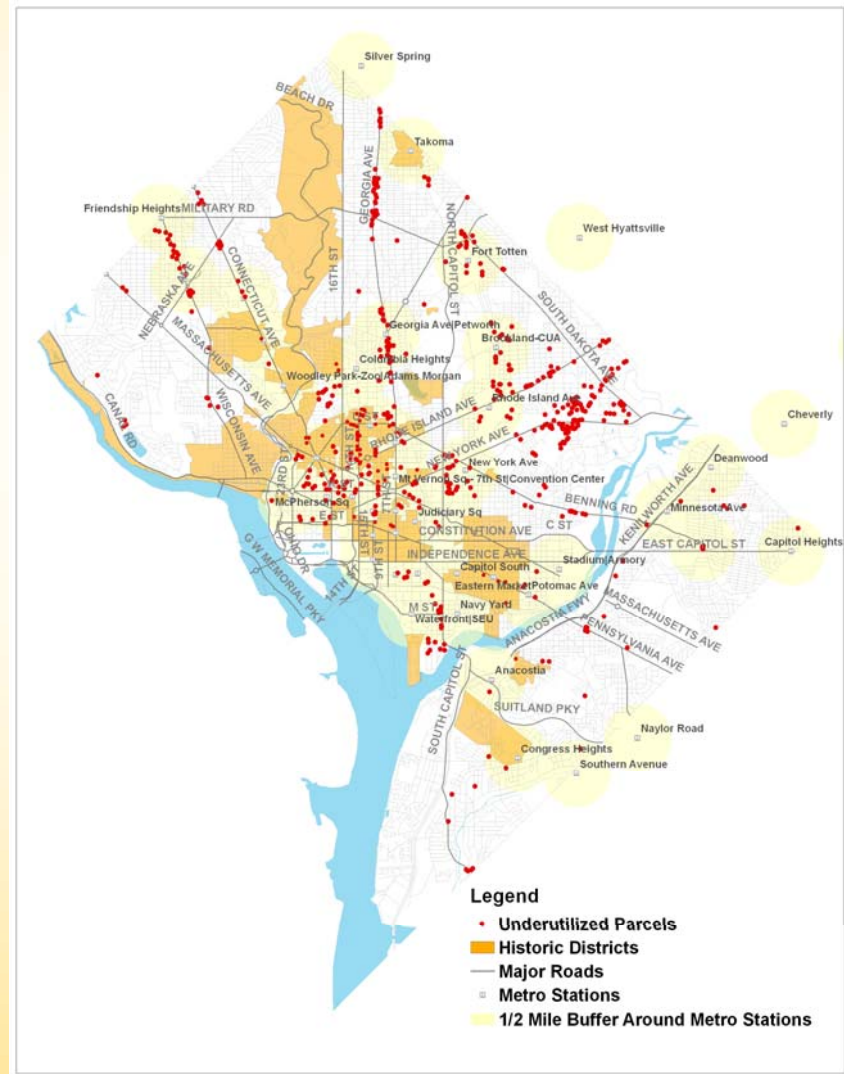 Silver Spring
BEACH DR
Takoma
GEORGIA AVE
Friendship Heights
MILITARY RD
NORTH CAPITOL ST
West Hyattsville
CONNECTICUT AVE
16TH ST
Fort Totten
NEBRASKA AVE
SOUTH DAKOTA AVE
MASSACHUSETTS AVE
Georgia Ave|Petworth
Brookland-CUA
Columbia Heights
Woodley Park-Zoo|Adams Morgan
CANAL RD
WISCONSIN AVE
Rhode Island Ave
RHODE ISLAND AVE
Cheverly
NEW YORK AVE
23RD ST
New York Ave
Deanwood
Mt Vernon Sq - 7th St|Convention Center
7TH ST
KENILWORTH AVE
McPherson Sq
BENNING RD
Minnesota Ave
E ST
Judiciary Sq
C ST
CONSTITUTION AVE
OHIO DR
9TH ST
EAST CAPITOL ST
Capitol Heights
INDEPENDENCE AVE
G W MEMORIAL PKY
14TH ST
Stadium|Armory
Capitol South
Eastern Market
Potomac Ave
M ST
Navy Yard
Waterfront|SEU
ANACOSTIA FWY
MASSACHUSETTS AVE
PENNSYLVANIA AVE
SOUTH CAPITOL ST
Anacostia
SUITLAND PKY
Naylor Road
Congress Heights
Southern Avenue
Legend
Underutilized Parcels
Historic Districts
Major Roads
Metro Stations
1/2 Mile Buffer Around Metro Stations